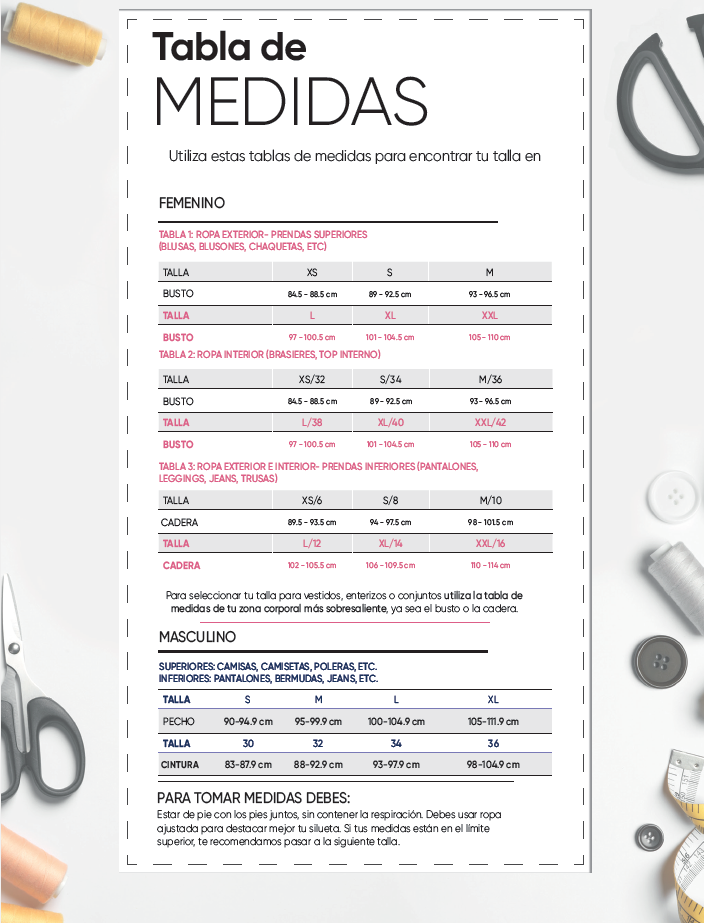 Tabla de
MEDIDAS
Utiliza estas tablas de medidas para encontrar tu talla en
FEMENINO
TABLA 1: ROPA EXTERIOR- PRENDAS SUPERIORES
(BLUSAS, BLUSONES, CHAQUETAS, ETC)
TALLA XS S M
BUSTO 84.5 - 88.5 cm 89 - 92.5 cm 93 - 96.5 cm
TALLA L XL XXL
BUSTO 97 - 100.5 cm 101 - 104.5 cm 105 - 110 cm
TABLA 2: ROPA INTERIOR (BRASIERES, TOP INTERNO)
TALLA XS/32 S/34 M/36
BUSTO 84.5 - 88.5 cm 89 - 92.5 cm 93 - 96.5 cm
TALLA L/38 XL/40 XXL/42
BUSTO 97 - 100.5 cm 101 - 104.5 cm 105 - 110 cm
TABLA 3: ROPA EXTERIOR E INTERIOR- PRENDAS INFERIORES (PANTALONES,
LEGGINGS, JEANS, TRUSAS)
TALLA XS/6 S/8 M/10
CADERA 89.5 - 93.5 cm 94 - 97.5 cm 98 - 101.5 cm
TALLA L/12 XL/14 XXL/16
CADERA 102 - 105.5 cm 106 - 109.5 cm 110 - 114 cm
Para seleccionar tu talla para vestidos, enterizos o conjuntos utiliza la tabla de
medidas de tu zona corporal más sobresaliente, ya sea el busto o la cadera.
MASCULINO
SUPERIORES: CAMISAS, CAMISETAS, POLERAS, ETC.
INFERIORES: PANTALONES, BERMUDAS, JEANS, ETC.
TALLA S M L XL
PECHO 90-94.9 cm 95-99.9 cm 100-104.9 cm 105-111.9 cm
TALLA 30 32 34 36
CINTURA 83-87.9 cm 88-92.9 cm 93-97.9 cm 98-104.9 cm
PARA TOMAR MEDIDAS DEBES:
Estar de pie con los pies juntos, sin contener la respiración. Debes usar ropa
ajustada para destacar mejor tu silueta. Si tus medidas están en el límite
superior, te recomendamos pasar a la siguiente talla.